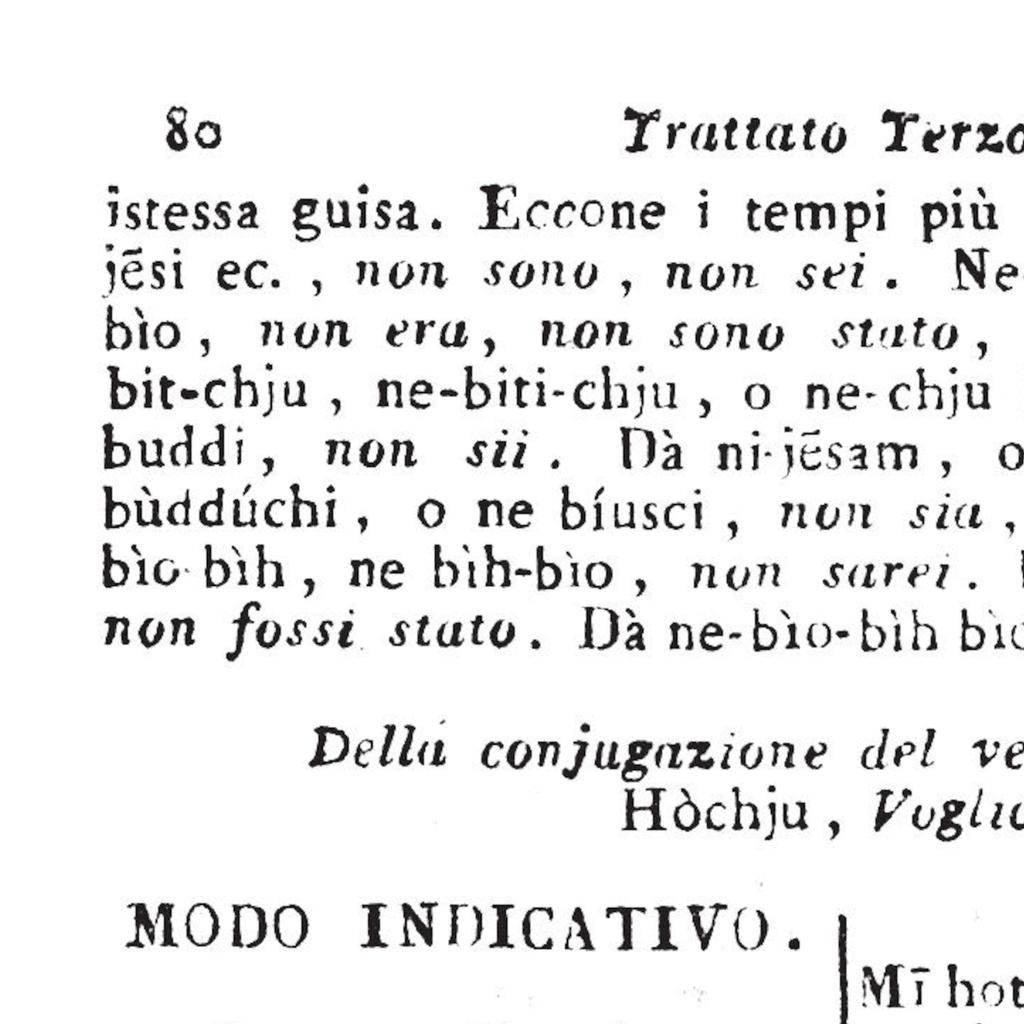 80 Trattato Terzo
istessa guisa. Eccone i tempi più
jēsi ec. , non sono , non sei . Ne-
bìo , non era, non sono stato ,
bit-chju , ne-biti-chju , o ne-chju
buddi, non sii . Dà ni-jēsam , o
bùddúchi , o ne bíusci , non sia ,
bìo-bìh , ne bìh-bìo , non sarei .
non fossi stato . Dà ne-bìo-bìh bìo
Della conjugazione del ve
Hòchju , Voglio
MODO INDICATIVO .
Mī hot